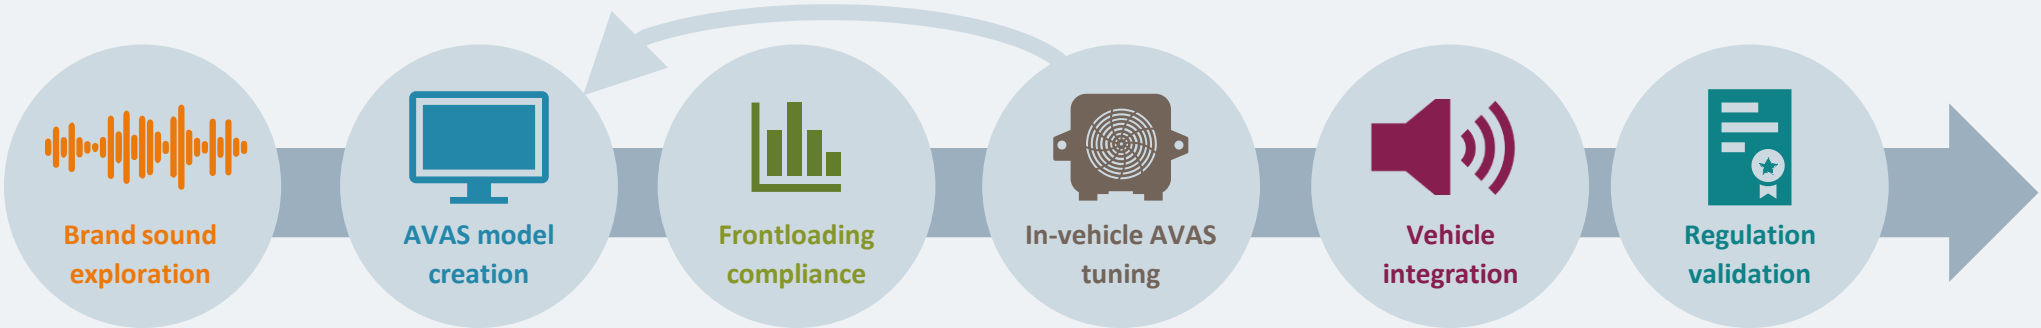 Brand sound
exploration
AVAS model
creation
Frontloading
compliance
In-vehicle AVAS
tuning
Vehicle
integration
Regulation
validation